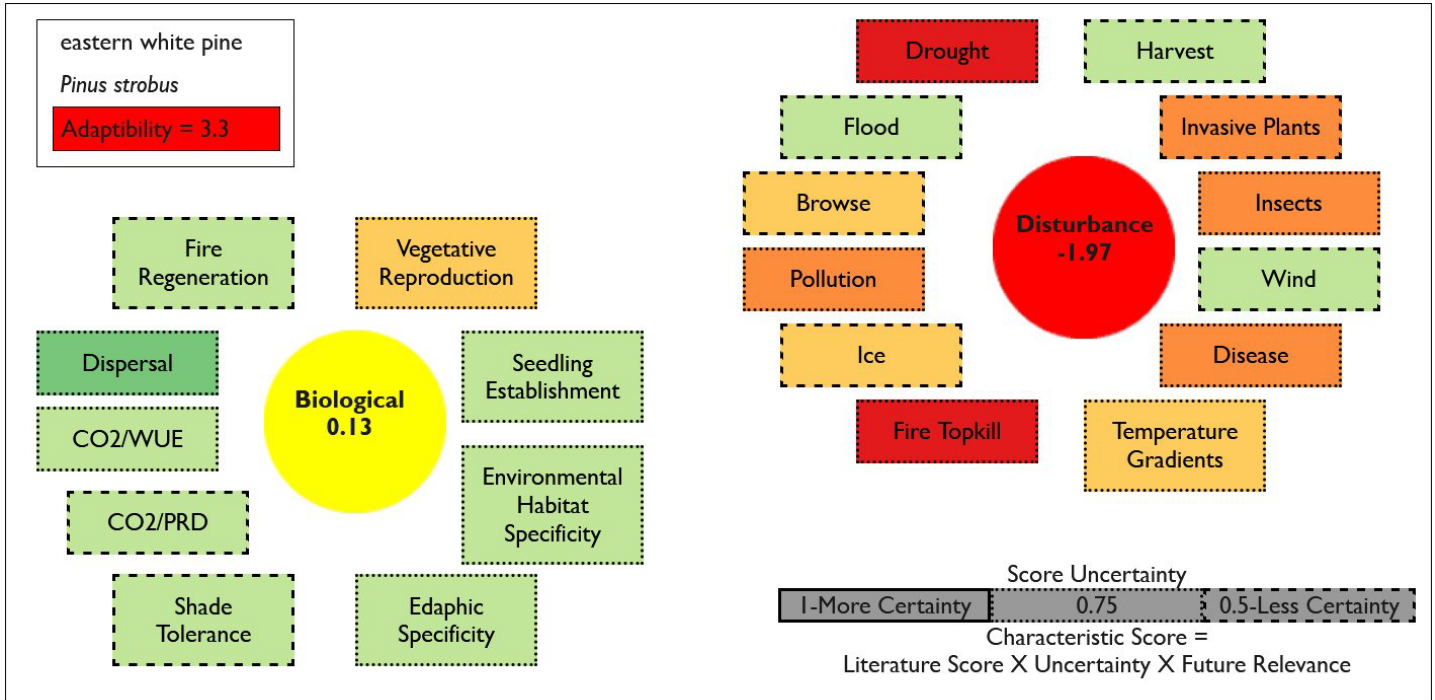 eastern white pine
Pinus strobus
Adaptibility = 3.3
Fire
Regeneration
Vegetative
Reproduction
Dispersal
Seedling
Establishment
Biological
0.13
CO2/WUE
Environmental
Habitat
Specificity
CO2/PRD
Shade
Tolerance
Edaphic
Specificity
Drought
Harvest
Flood
Invasive Plants
Browse
Insects
Disturbance
-1.97
Pollution
Wind
Ice
Disease
Fire Topkill
Temperature
Gradients
Score Uncertainty
1-More Certainty
0.75
0.5-Less Certainty
Characteristic Score =
Literature Score X Uncertainty X Future Relevance